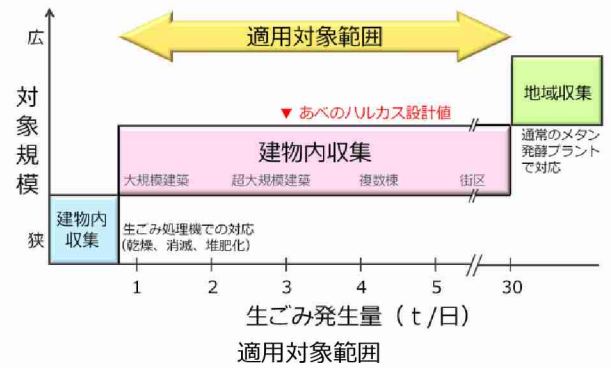 適用対象範囲
広
対象規模
狭
▼ あべのハルカス設計値
地域収集
通常のメタン
発酵プラント
で対応
建物内収集
大規模建築 超大規模建築 複数棟 街区
建物内
収集
生ごみ処理機での対応
(乾燥、消滅、堆肥化)
1 2 3 4 5 30
生ごみ発生量(t/日)
適用対象範囲